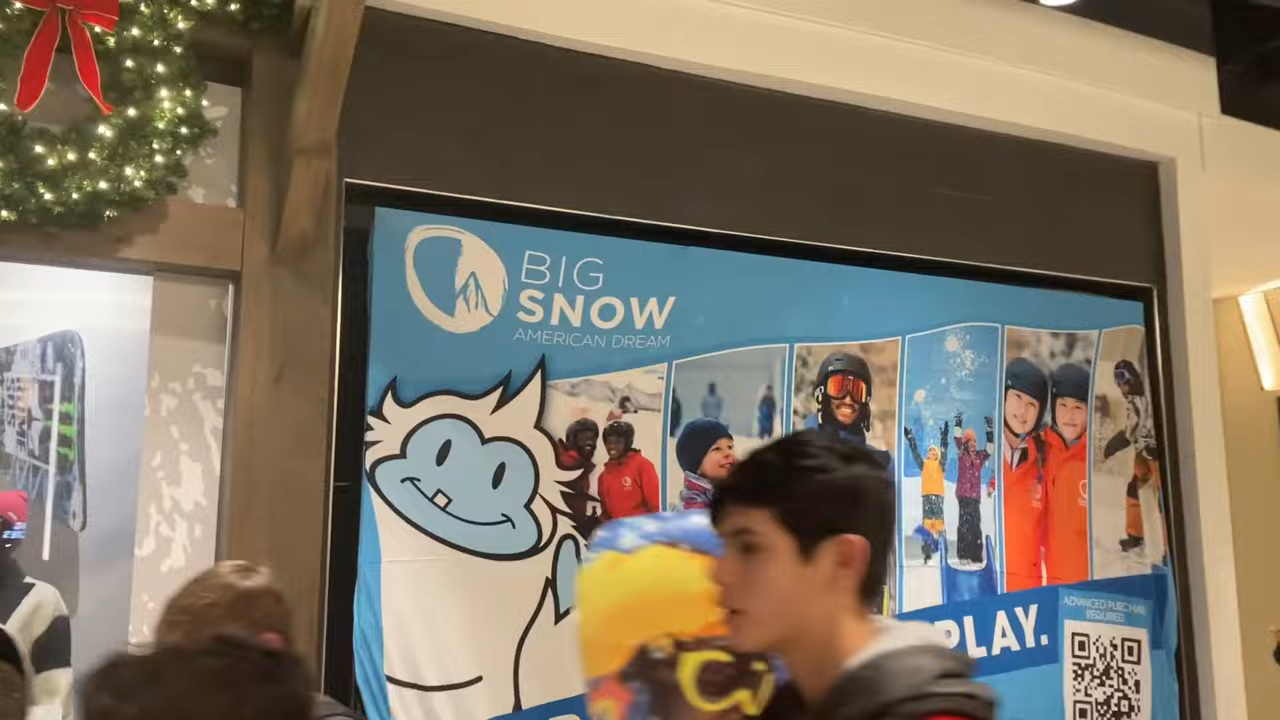 BIG
SNOW
AMERICAN DREAM
PLAY.
ADVANCED PURCHASE
REQUIRED